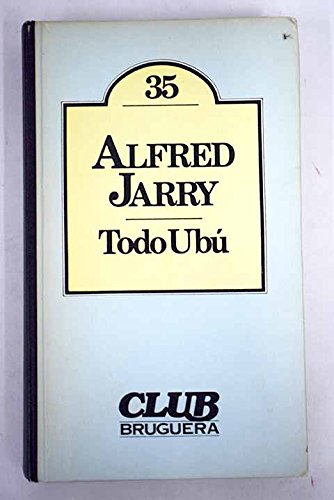 35
ALFRED
JARRY
Todo Ubú
CLUB
BRUGUERA